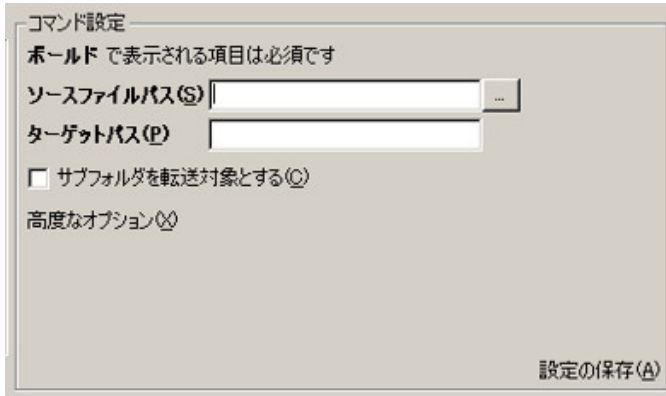 コマンド設定
ボールド で表示される項目は必須です
ソースファイルパス(S)
...
ターゲットパス(P)
サブフォルダを転送対象とする(C)
高度なオプション(X)
設定の保存(A)